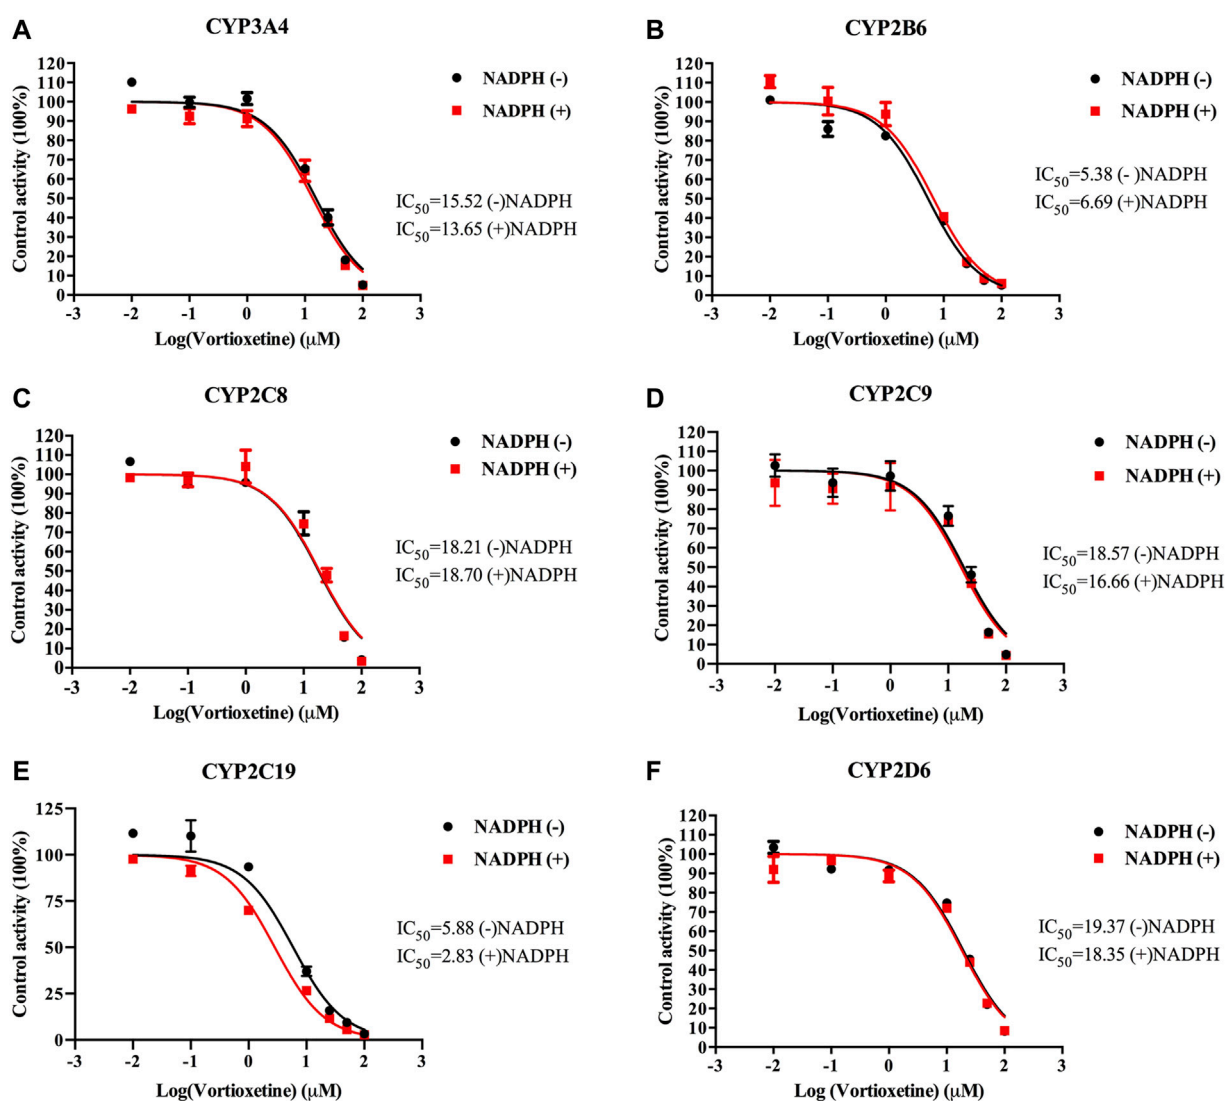 A
CYP3A4
120
110
100
90
80
70
60
50
40
30
20
10
0
-3
-2
-1
0
1
2
3
Control activity (100%)
Log(Vortioxetine) (μM)
NADPH (-)
NADPH (+)
IC50=15.52 (-)NADPH
IC50=13.65 (+)NADPH
B
CYP2B6
120
110
100
90
80
70
60
50
40
30
20
10
0
-3
-2
-1
0
1
2
3
Control activity (100%)
Log(Vortioxetine) (μM)
NADPH (-)
NADPH (+)
IC50=5.38 (- )NADPH
IC50=6.69 (+)NADPH
C
CYP2C8
120
110
100
90
80
70
60
50
40
30
20
10
0
-3
-2
-1
0
1
2
3
Control activity (100%)
Log(Vortioxetine) (μM)
NADPH (-)
NADPH (+)
IC50=18.21 (-)NADPH
IC50=18.70 (+)NADPH
D
CYP2C9
120
110
100
90
80
70
60
50
40
30
20
10
0
-3
-2
-1
0
1
2
3
Control activity (100%)
Log(Vortioxetine) (μM)
NADPH (-)
NADPH (+)
IC50=18.57 (-)NADPH
IC50=16.66 (+)NADPH
E
CYP2C19
125
100
75
50
25
0
-3
-2
-1
0
1
2
3
Control activity (100%)
Log(Vortioxetine) (μM)
NADPH (-)
NADPH (+)
IC50=5.88 (-)NADPH
IC50=2.83 (+)NADPH
F
CYP2D6
120
110
100
90
80
70
60
50
40
30
20
10
0
-3
-2
-1
0
1
2
3
Control activity (100%)
Log (Vortioxetine) (μM)
NADPH (-)
NADPH (+)
IC50=19.37 (-)NADPH
IC50=18.35 (+)NADPH